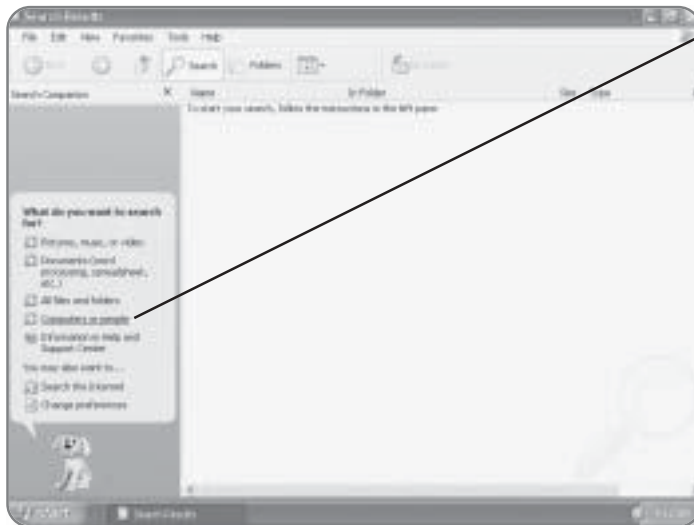 Search Results
File Edit View Favorites Tools Help
Search Folders
Search Companion Name In Folder Size Type
To start your search, follow the instructions in the left pane.
What do you want to search
for?
Pictures, music, or video
Documents (word
processing, spreadsheet,
etc.)
All files and folders
Computers or people
Information in Help and
Support Center
You may also want to...
Search the Internet
Change preferences
start Search Results